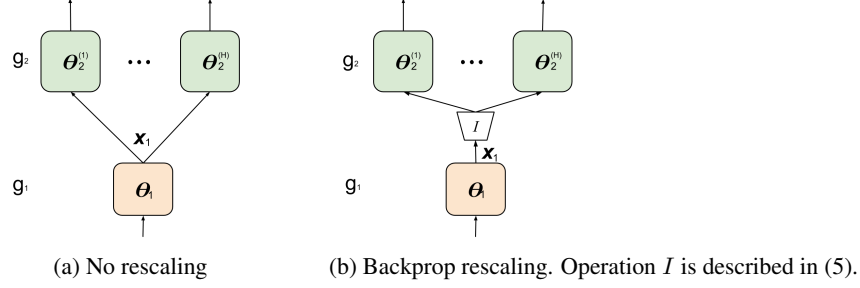 g₂ θ₂⁽¹⁾ ... θ₂⁽ᴴ⁾
x₁
g₁ θ₁
(a) No rescaling
g₂ θ₂⁽¹⁾ ... θ₂⁽ᴴ⁾
I
x₁
g₁ θ₁
(b) Backprop rescaling. Operation I is described in (5).